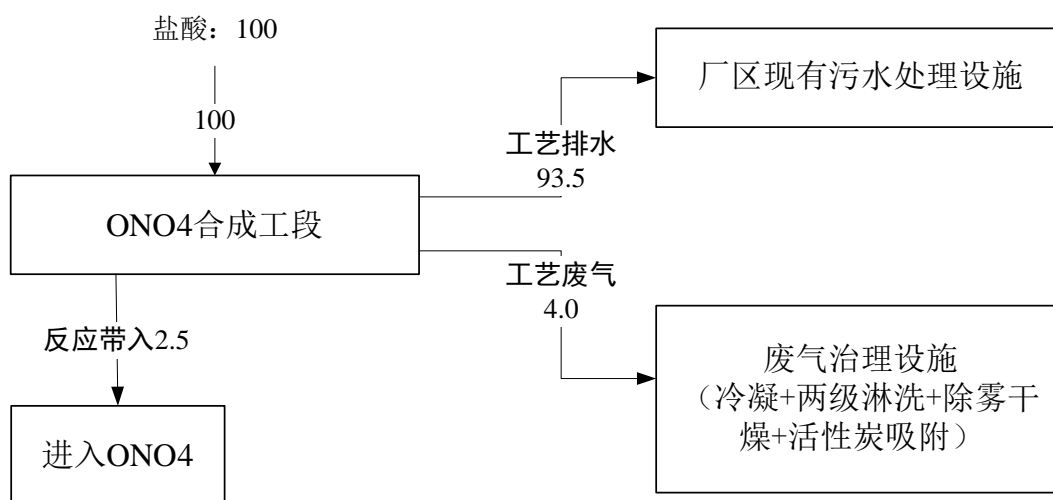 盐酸：100
100
ONO4合成工段
反应带入2.5
进入ONO4
工艺排水
93.5
厂区现有污水处理设施
工艺废气
4.0
废气治理设施
（冷凝+两级淋洗+除雾干
燥+活性炭吸附）